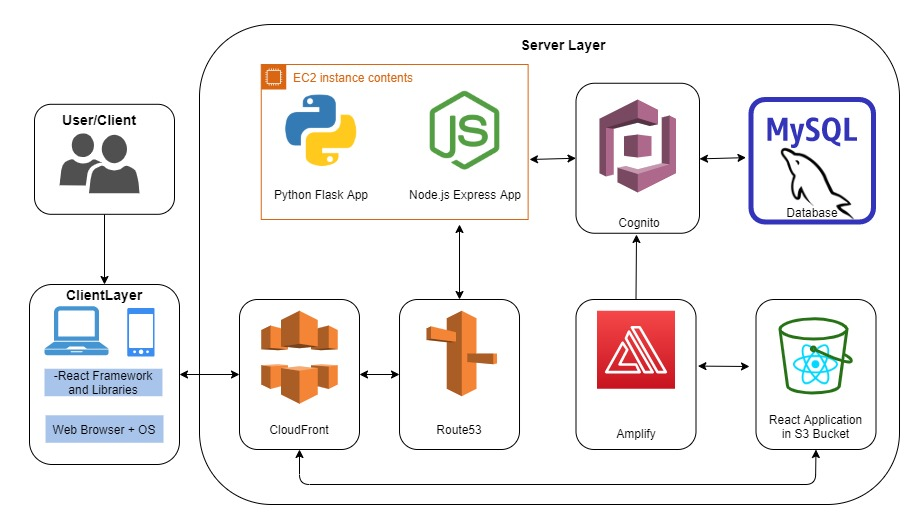 Server Layer
EC2 instance contents
User/Client
JS
MySQL
Python Flask App
Node.js Express App
Cognito
Database
ClientLayer
-React Framework
and Libraries
Web Browser + OS
CloudFront
Route53
Amplify
React Application
in S3 Bucket